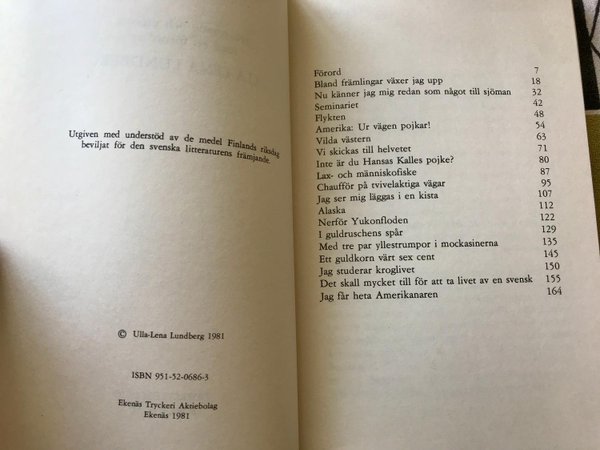 Utgiven med understöd av de medel Finlands riksdag
beviljat för den svenska litteraturens främjande.
© Ulla-Lena Lundberg 1981
ISBN 951-52-0686-3
Ekenäs Tryckeri Aktiebolag
Ekenäs 1981
Förord 7
Bland främlingar växer jag upp 18
Nu känner jag mig redan som något till sjöman 32
Seminariet 42
Flykten 48
Amerika: Ur vägen pojkar! 54
Vilda västern 63
Vi skickas till helvetet 71
Inte är du Hansas Kalles pojke? 80
Lax- och människofiske 87
Chaufför på tvivelaktiga vägar 95
Jag ser mig läggas i en kista 107
Alaska 112
Nerför Yukonfloden 122
I guldruschens spår 129
Med tre par yllestrumpor i mockasinerna 135
Ett guldkorn värt sex cent 145
Jag studerar kroglivet 150
Det skall mycket till för att ta livet av en svensk 155
Jag får heta Amerikanaren 164